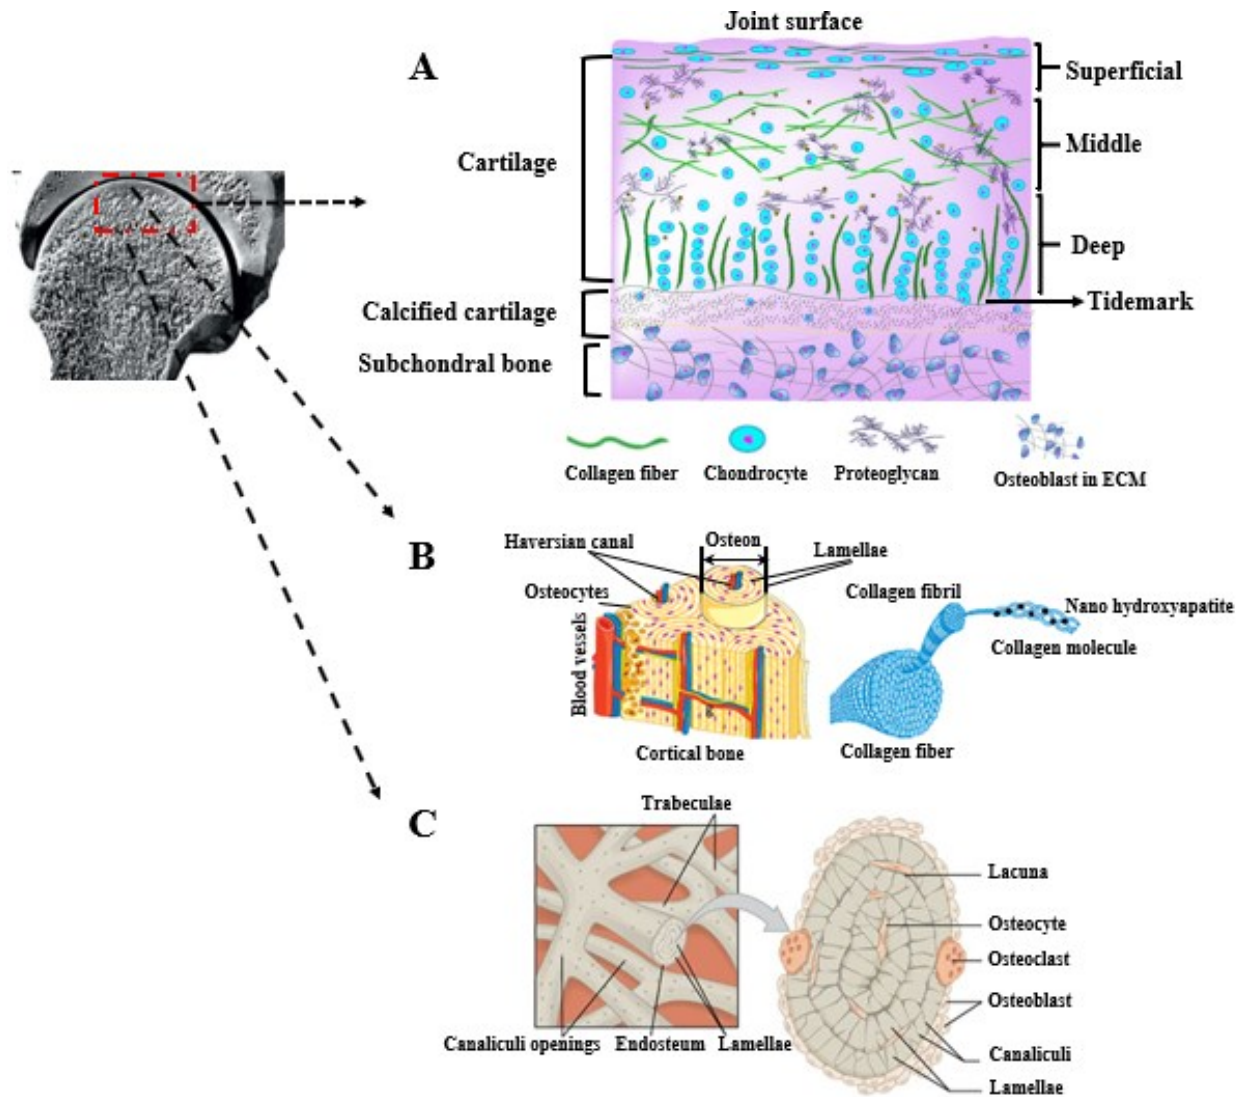 Joint surface
A
Superficial
Cartilage
Middle
Deep
Calcified cartilage
Tidemark
Subchondral bone
Collagen fiber
Chondrocyte
Proteoglycan
Osteoblast in ECM
B
Haversian canal
Osteon
Lamellae
Osteocytes
Blood vessels
Cortical bone
Collagen fibril
Nano hydroxyapatite
Collagen molecule
Collagen fiber
C
Trabeculae
Canaliculi openings
Endosteum
Lamellae
Lacuna
Osteocyte
Osteoclast
Osteoblast
Canaliculi
Lamellae